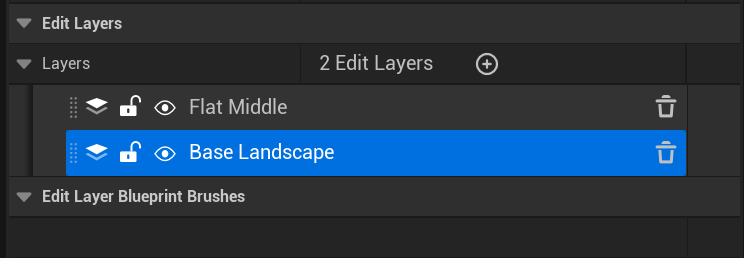 Edit Layers
Layers 2 Edit Layers
Flat Middle
Base Landscape
Edit Layer Blueprint Brushes